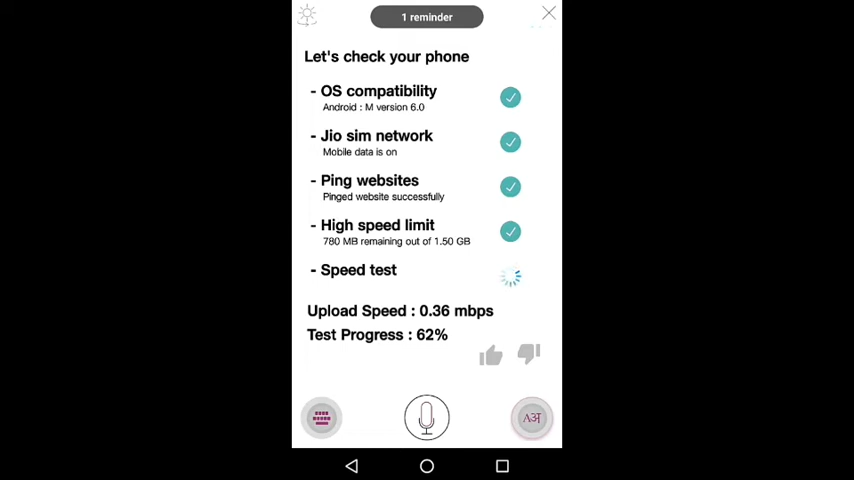 1 reminder
Let's check your phone
- OS compatibility
Android : M version 6.0
- Jio sim network
Mobile data is on
- Ping websites
Pinged website successfully
- High speed limit
780 MB remaining out of 1.50 GB
- Speed test
Upload Speed : 0.36 mbps
Test Progress : 62%
Aअ